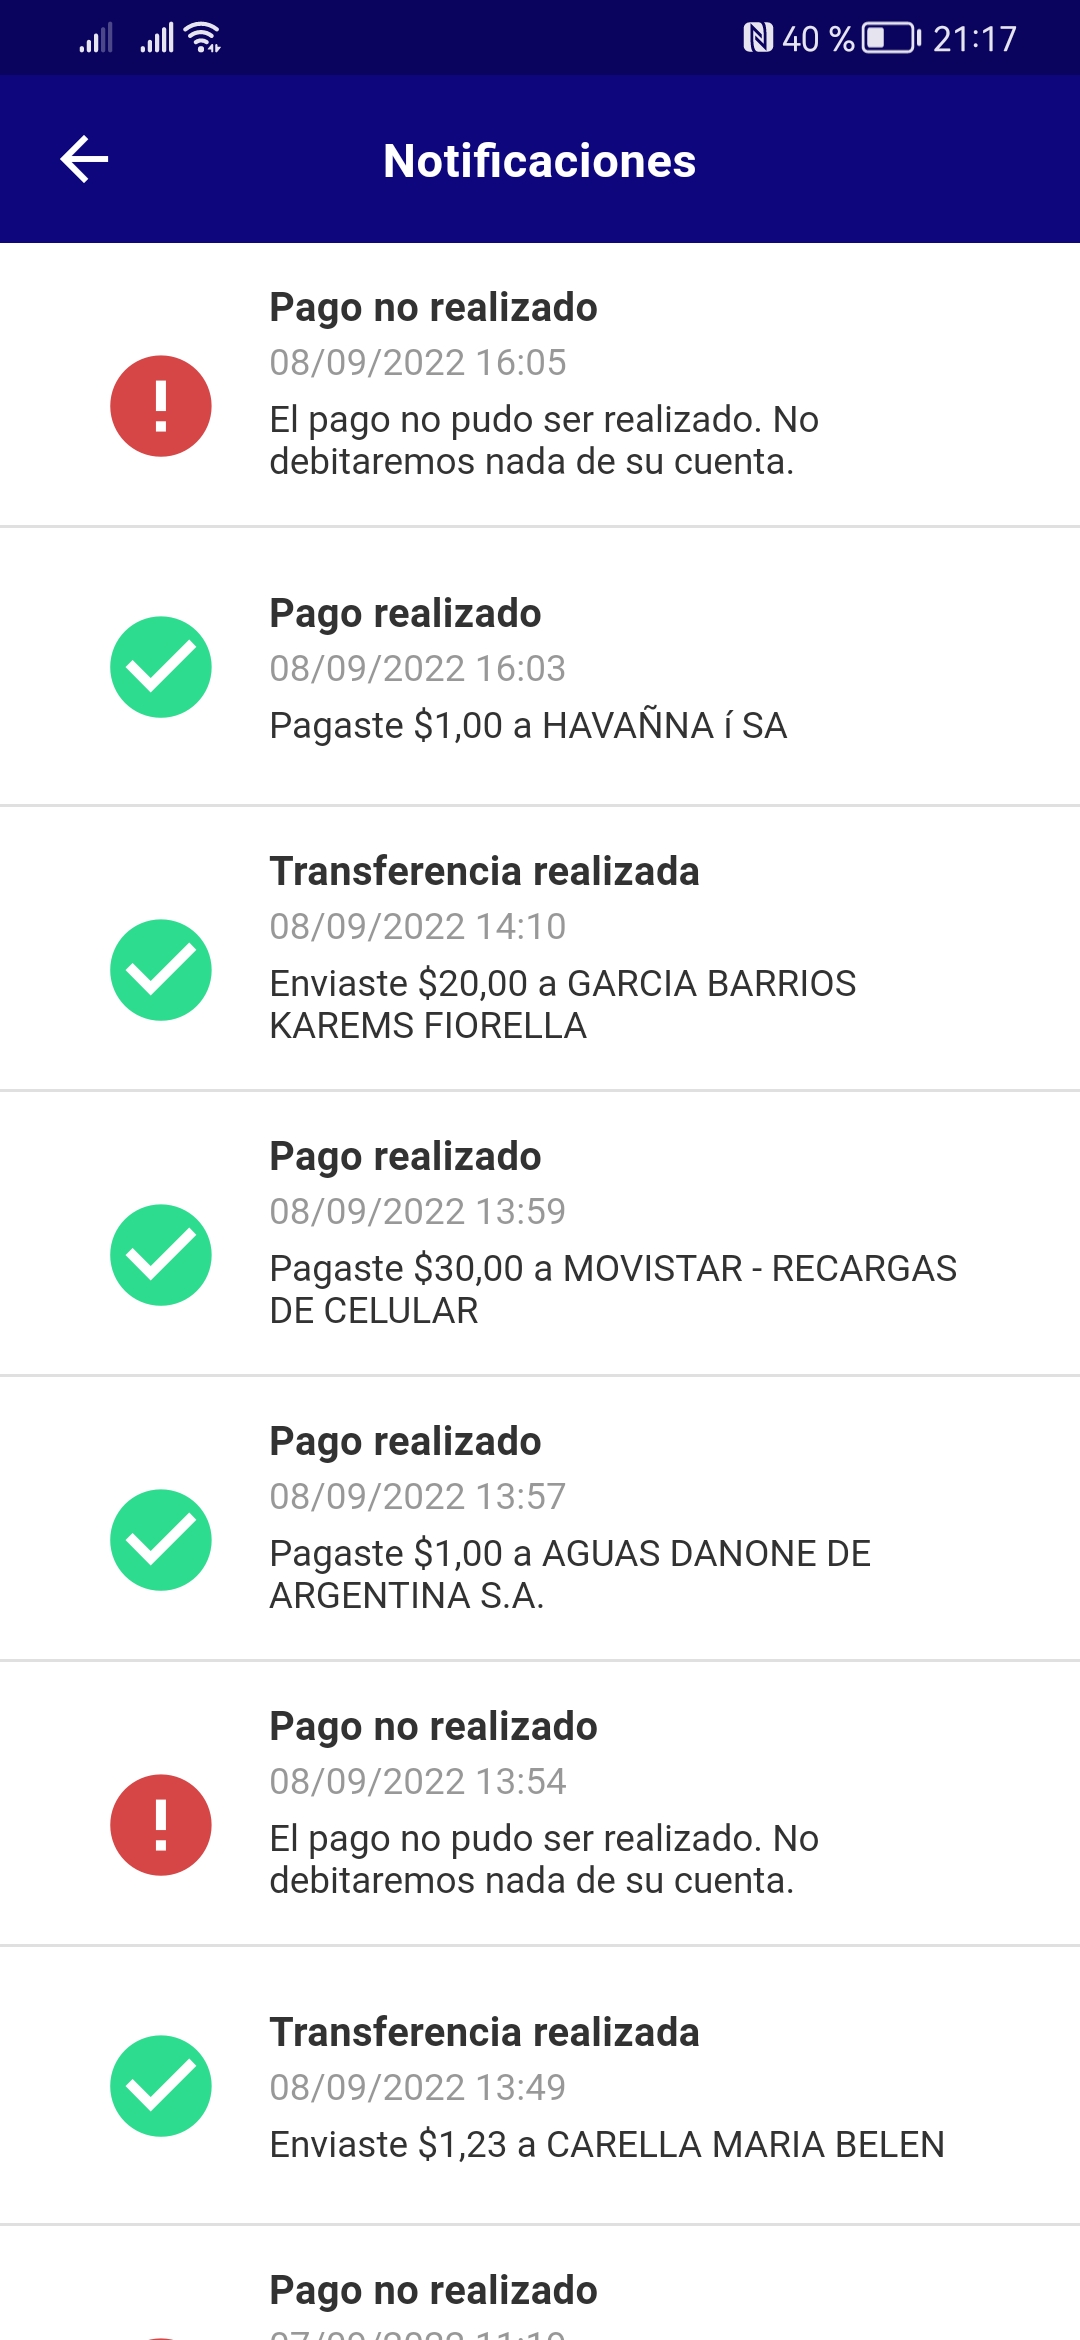 40 % 21:17
Notificaciones
Pago no realizado
08/09/2022 16:05
El pago no pudo ser realizado. No
debitaremos nada de su cuenta.
Pago realizado
08/09/2022 16:03
Pagaste $1,00 a HAVAÑNA í SA
Transferencia realizada
08/09/2022 14:10
Enviaste $20,00 a GARCIA BARRIOS
KAREMS FIORELLA
Pago realizado
08/09/2022 13:59
Pagaste $30,00 a MOVISTAR - RECARGAS
DE CELULAR
Pago realizado
08/09/2022 13:57
Pagaste $1,00 a AGUAS DANONE DE
ARGENTINA S.A.
Pago no realizado
08/09/2022 13:54
El pago no pudo ser realizado. No
debitaremos nada de su cuenta.
Transferencia realizada
08/09/2022 13:49
Enviaste $1,23 a CARELLA MARIA BELEN
Pago no realizado